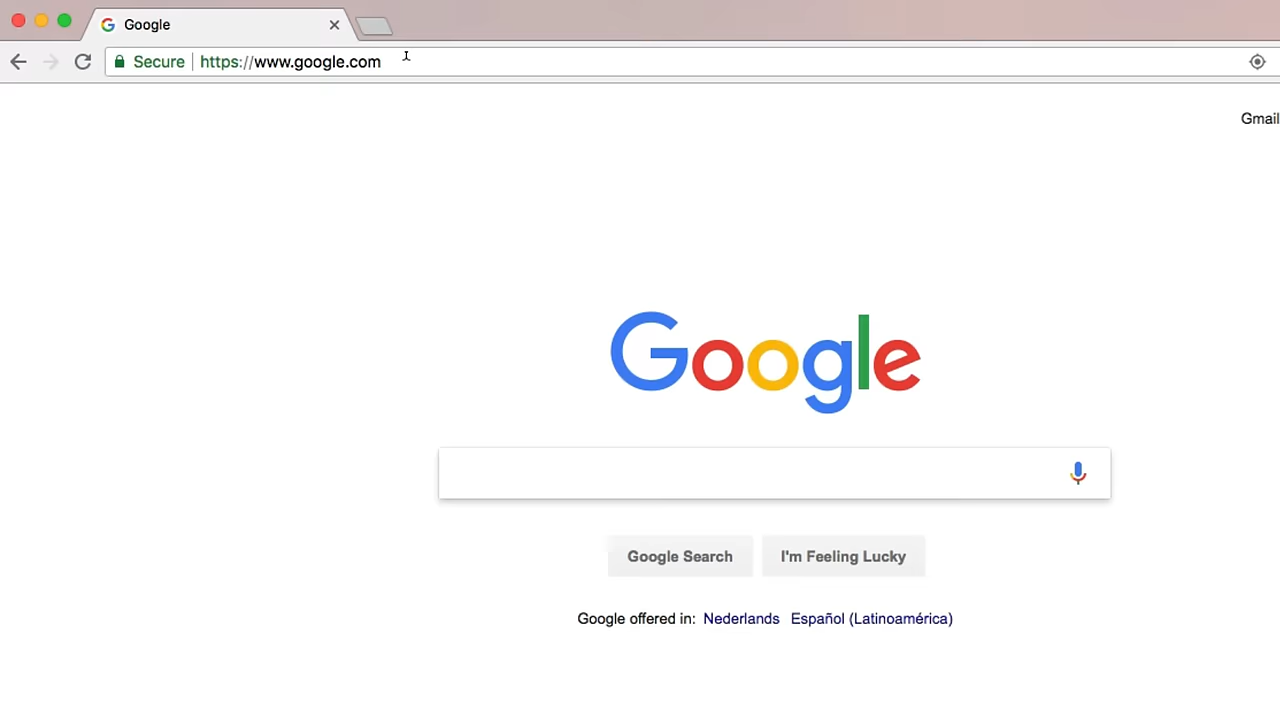 Google
Secure https://www.google.com
Gmail
Google
Google Search I'm Feeling Lucky
Google offered in: Nederlands Español (Latinoamérica)